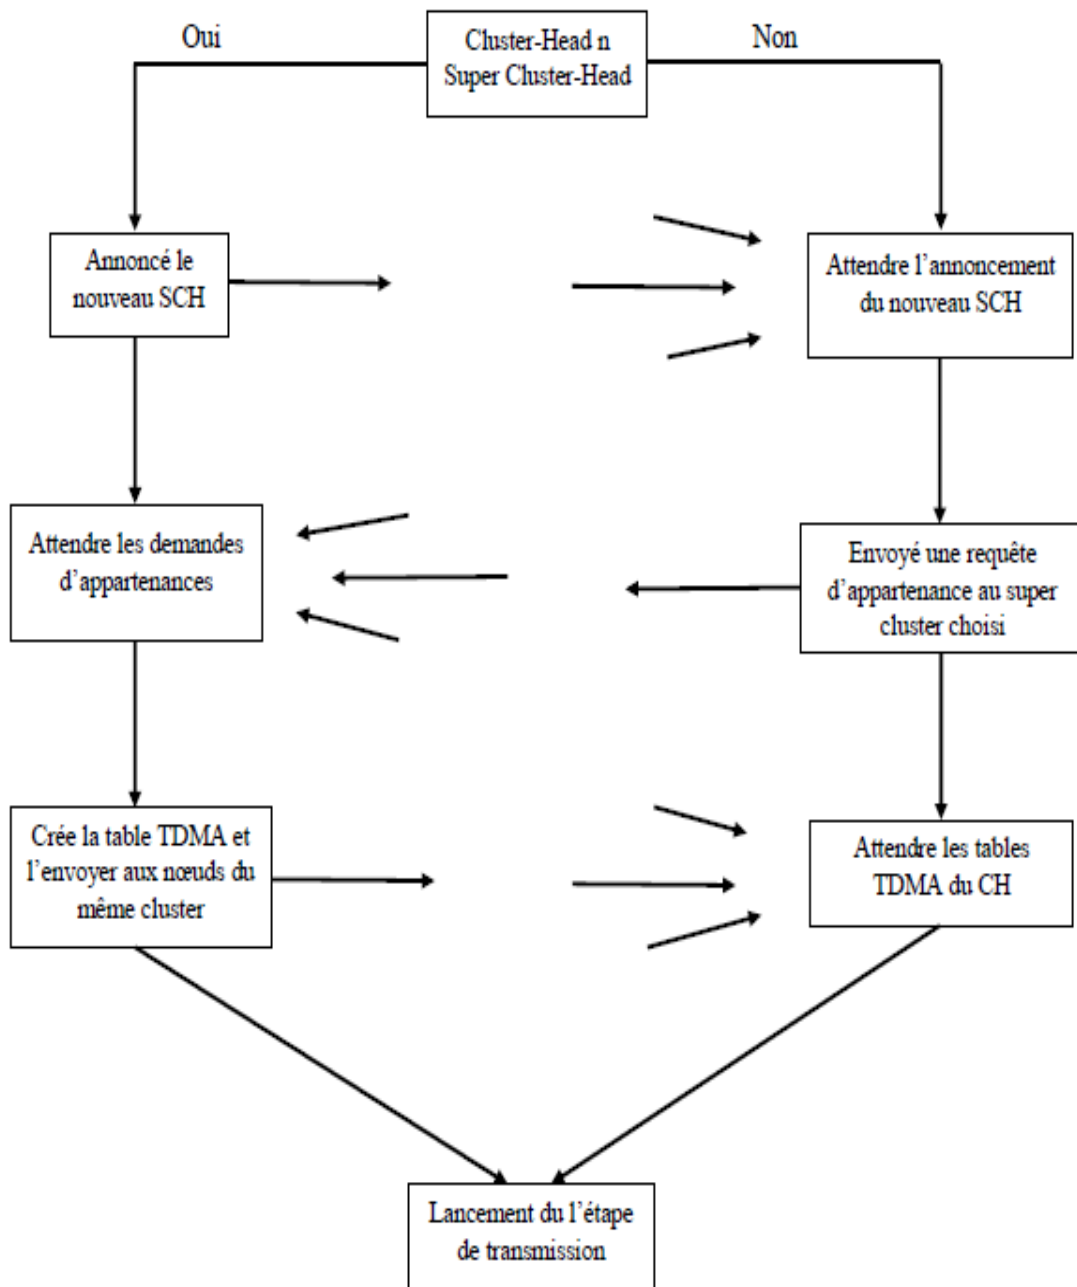 Oui
Cluster-Head n
Super Cluster-Head
Non
Annoncé le
nouveau SCH
Attendre l'annoncement
du nouveau SCH
Attendre les demandes
d'appartenances
Envoyé une requête
d'appartenance au super
cluster choisi
Crée la table TDMA et
l'envoyer aux nœuds du
même cluster
Attendre les tables
TDMA du CH
Lancement du l'étape
de transmission